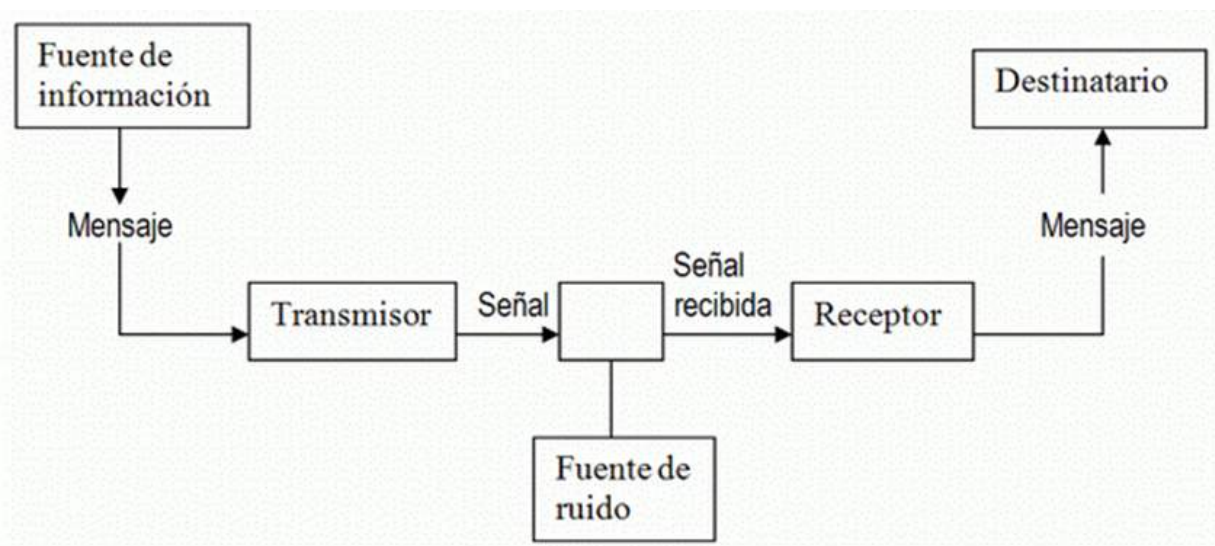 Fuente de
información
Mensaje
Transmisor
Señal
Señal
recibida
Receptor
Mensaje
Destinatario
Fuente de
ruido